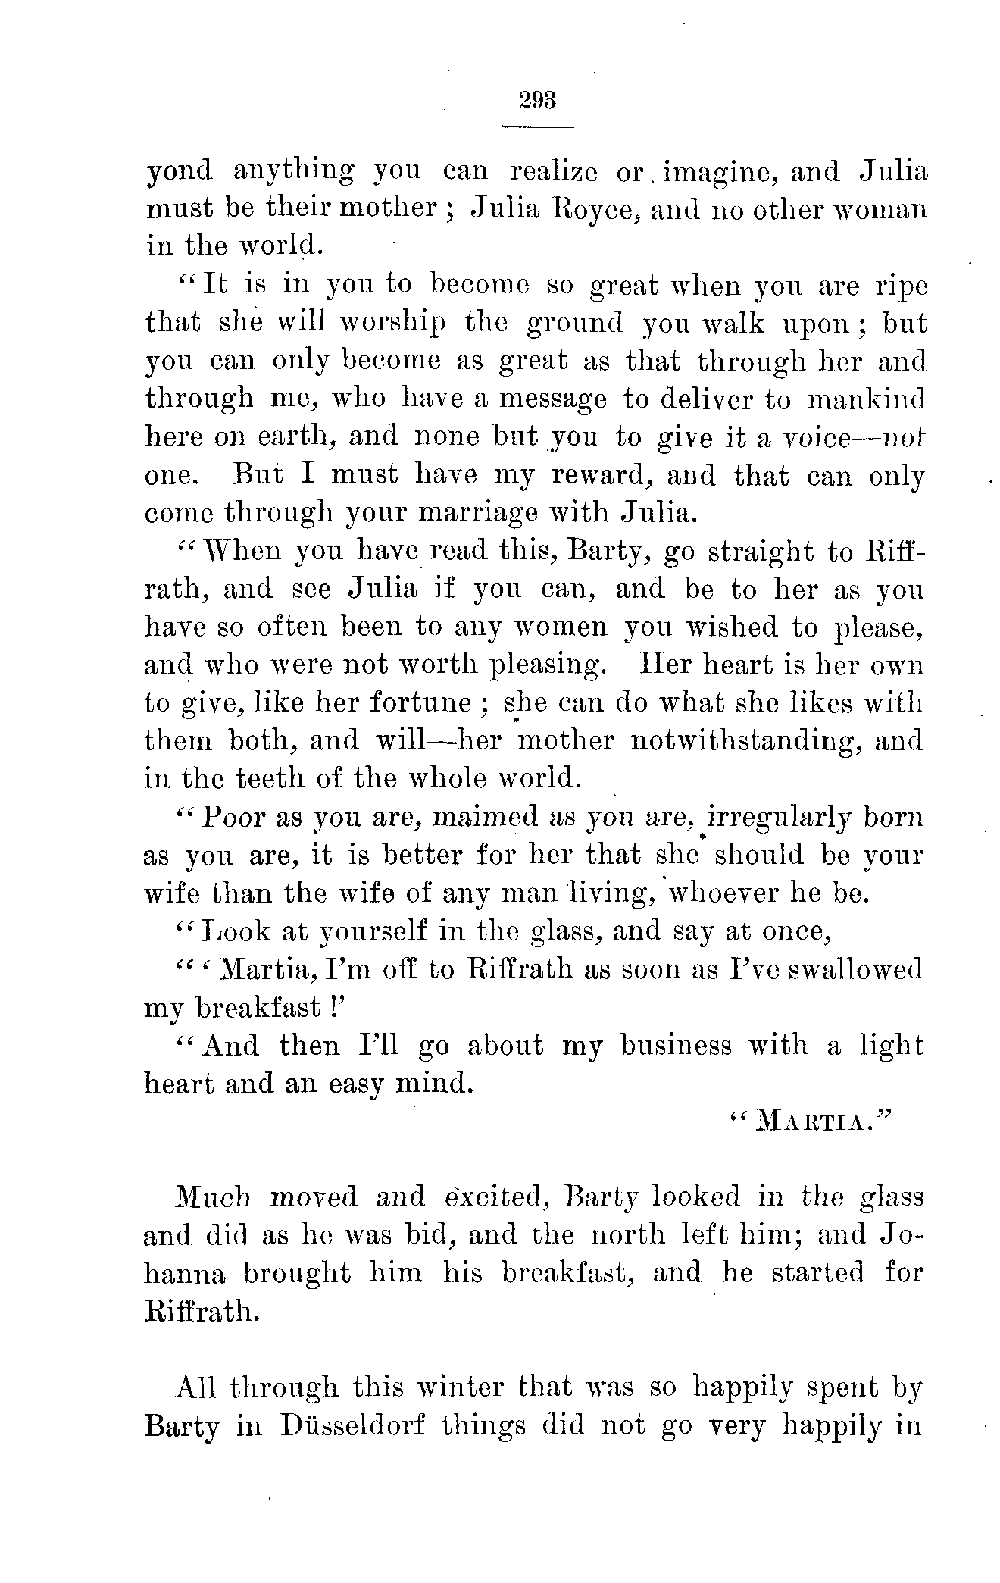 293
yond anything you can realize or imagine, and Julia
must be their mother ; Julia Royce, and no other woman
in the world.
“It is in you to become so great when you are ripe
that she will worship the ground you walk upon ; but
you can only become as great as that through her and
through me, who have a message to deliver to mankind
here on earth, and none but you to give it a voice—not
one. But I must have my reward, and that can only
come through your marriage with Julia.
“When you have read this, Barty, go straight to Riff-
rath, and see Julia if you can, and be to her as you
have so often been to any women you wished to please,
and who were not worth pleasing. Her heart is her own
to give, like her fortune ; she can do what she likes with
them both, and will—her mother notwithstanding, and
in the teeth of the whole world.
“Poor as you are, maimed as you are, irregularly born
as you are, it is better for her that she should be your
wife than the wife of any man living, whoever he be.
“Look at yourself in the glass, and say at once,
“‘Martia, I’m off to Riffrath as soon as I’ve swallowed
my breakfast !’
“And then I’ll go about my business with a light
heart and an easy mind.
“MARTIA.”
Much moved and excited, Barty looked in the glass
and did as he was bid, and the north left him; and Jo-
hanna brought him his breakfast, and he started for
Riffrath.
All through this winter that was so happily spent by
Barty in Düsseldorf things did not go very happily in